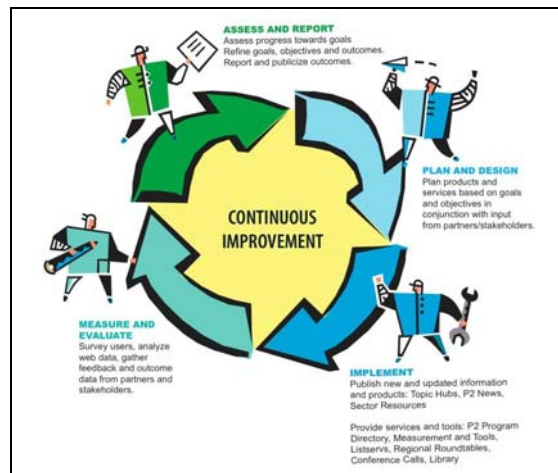 ASSESS AND REPORT
Assess progress towards goals
Refine goals, objectives and outcomes.
Report and publicize outcomes.
PLAN AND DESIGN
Plan products and
services based on goals
and objectives in
conjunction with input
from partners/stakeholders.
CONTINUOUS
IMPROVEMENT
MEASURE AND
EVALUATE
Survey users, analyze
web data, gather
feedback and outcome
data from partners and
stakeholders.
IMPLEMENT
Publish new and updated information
and products: Topic Hubs, P2 News,
Sector Resources
Provide services and tools: P2 Program
Directory, Measurement and Tools,
Listservs, Regional Roundtables,
Conference Calls, Library